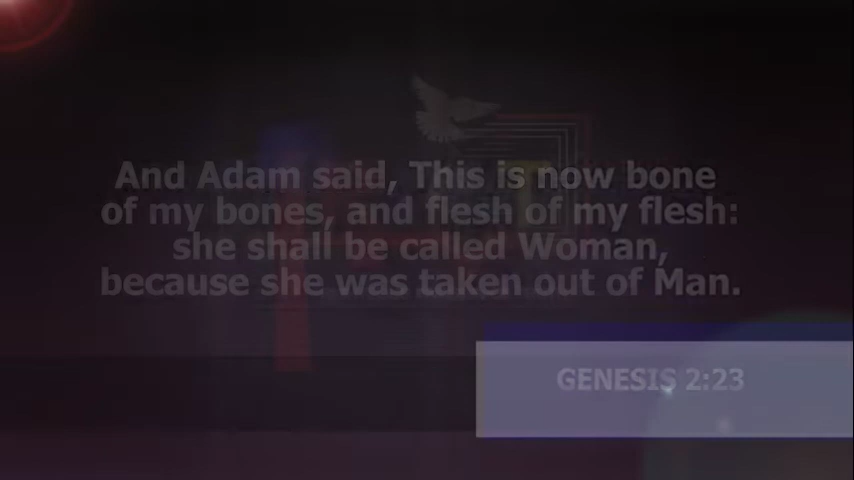 And Adam said, This is now bone
of my bones, and flesh of my flesh:
she shall be called Woman,
because she was taken out of Man.
GENESIS 2:23